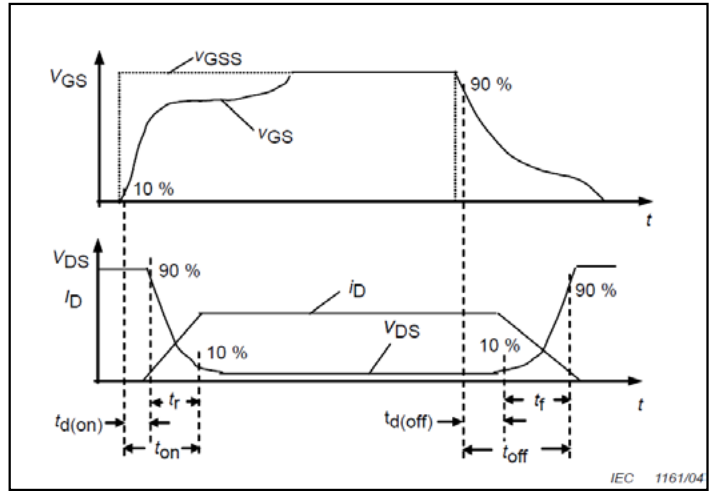 vGSS
VGS
90 %
vGS
10 %
t
VDS
90 %
ID
iD
90 %
VDS
10 %
10 %
tr
td(off)
tf
t
td(on)
ton
toff
IEC 1161/04